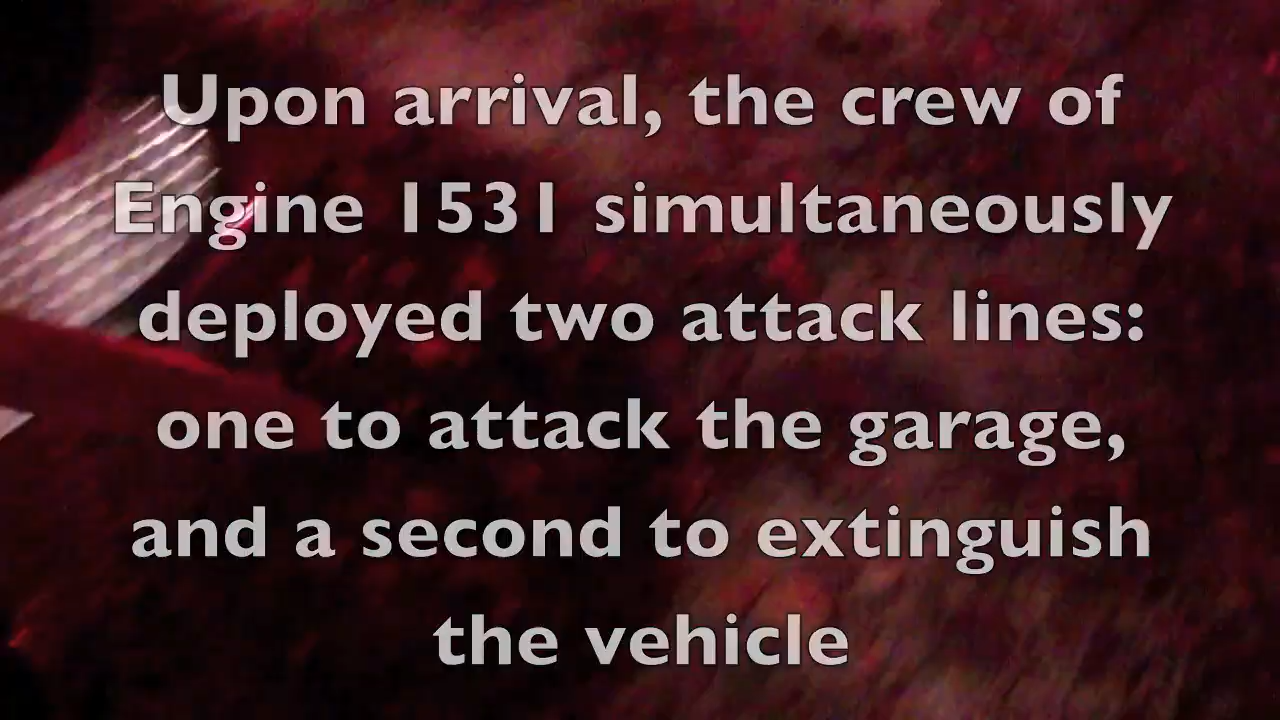 Upon arrival, the crew of
Engine 1531 simultaneously
deployed two attack lines:
one to attack the garage,
and a second to extinguish
the vehicle